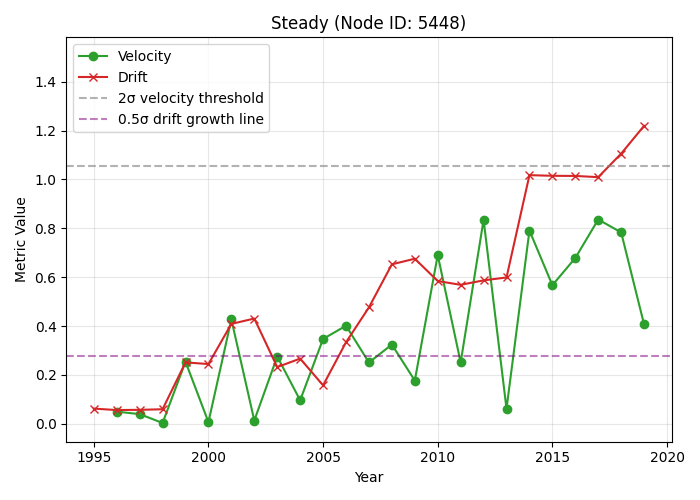 Steady (Node ID: 5448)
Velocity
Drift
2σ velocity threshold
0.5σ drift growth line
Metric Value
1.4
1.2
1.0
0.8
0.6
0.4
0.2
0.0
1995 2000 2005 2010 2015 2020
Year